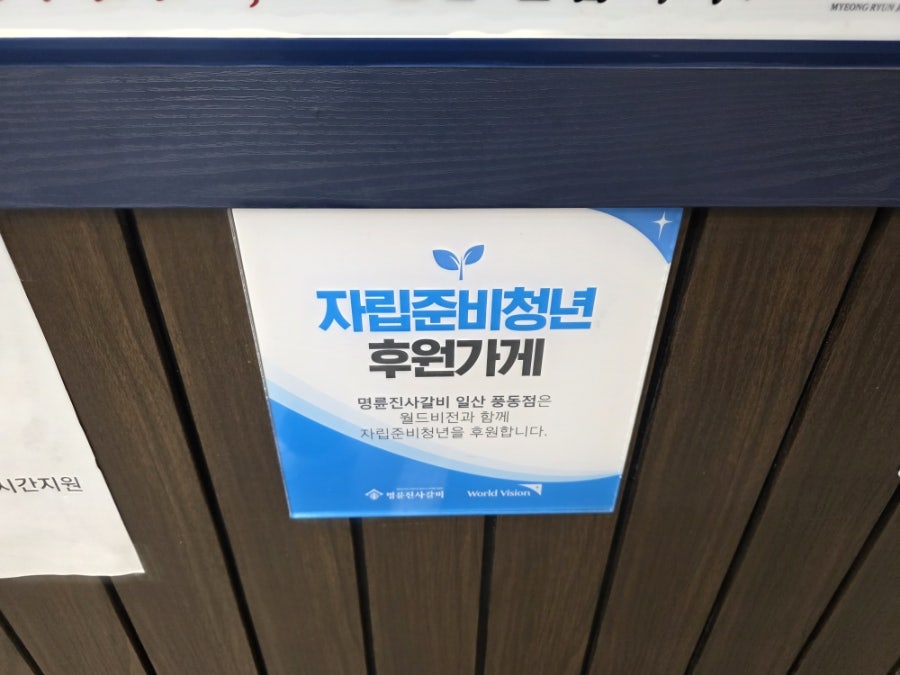 MYEONG RYUN
자립준비청년
후원가게
명륜진사갈비 일산 풍동점은
월드비전과 함께
자립준비청년을 후원합니다.
명륜진사갈비
World Vision
시간지원